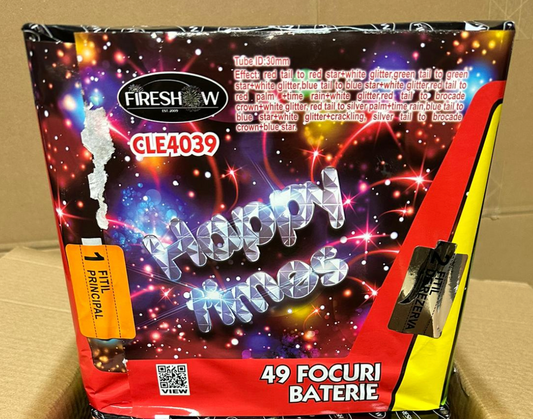 Tube ID:30mm
Effect: red tail to red star+white glitter,green tail to green
star+white glitter,blue tail to blue star+white glitter,red tail to
red palm +time rain+white glitter,red tail to brocade
crown+white glitter,red tail to silver palm+time rain,blue tail to
blue star+white glitter+crackling, silver tail to brocade
crown+blue star.
FIRESHOW
EST. 2009
CLE4039
Happy
Times
1
FITIL
PRINCIPAL
2
FITIL
DE REZERVA
VIEW
49 FOCURI
BATERIE